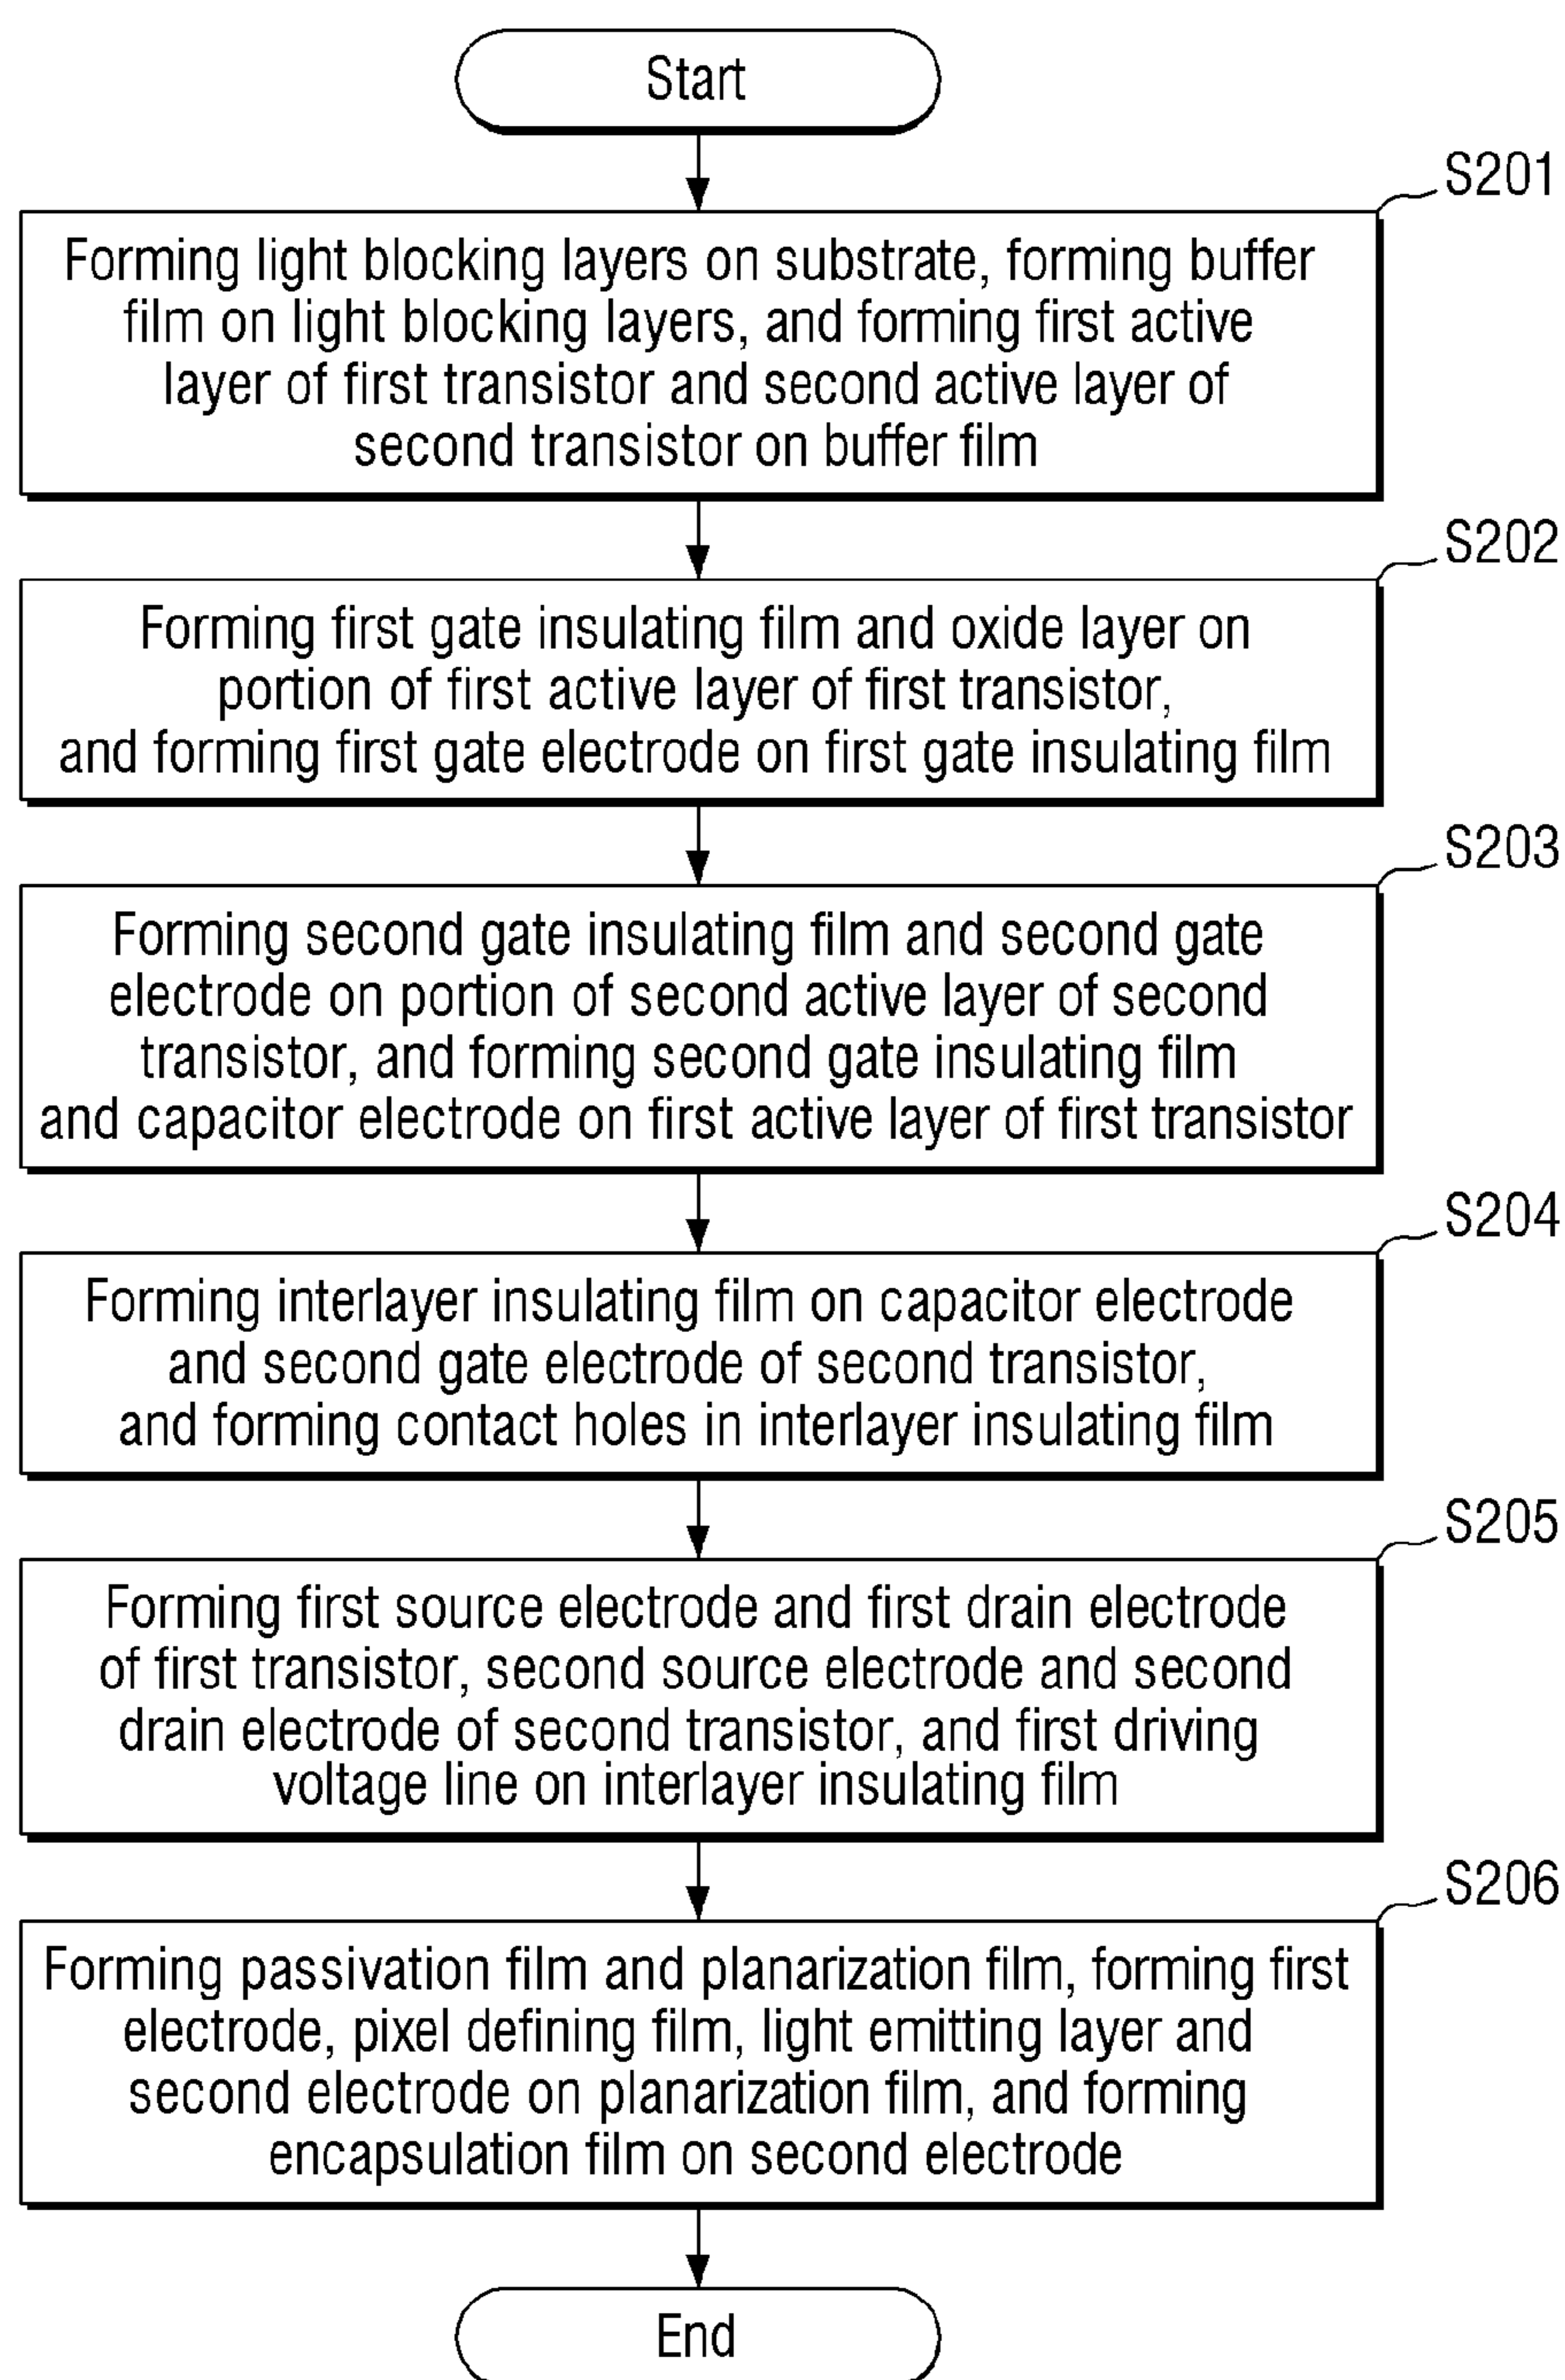 Start
S201
Forming light blocking layers on substrate, forming buffer
film on light blocking layers, and forming first active
layer of first transistor and second active layer of
second transistor on buffer film
S202
Forming first gate insulating film and oxide layer on
portion of first active layer of first transistor,
and forming first gate electrode on first gate insulating film
S203
Forming second gate insulating film and second gate
electrode on portion of second active layer of second
transistor, and forming second gate insulating film
and capacitor electrode on first active layer of first transistor
S204
Forming interlayer insulating film on capacitor electrode
and second gate electrode of second transistor,
and forming contact holes in interlayer insulating film
S205
Forming first source electrode and first drain electrode
of first transistor, second source electrode and second
drain electrode of second transistor, and first driving
voltage line on interlayer insulating film
S206
Forming passivation film and planarization film, forming first
electrode, pixel defining film, light emitting layer and
second electrode on planarization film, and forming
encapsulation film on second electrode
End